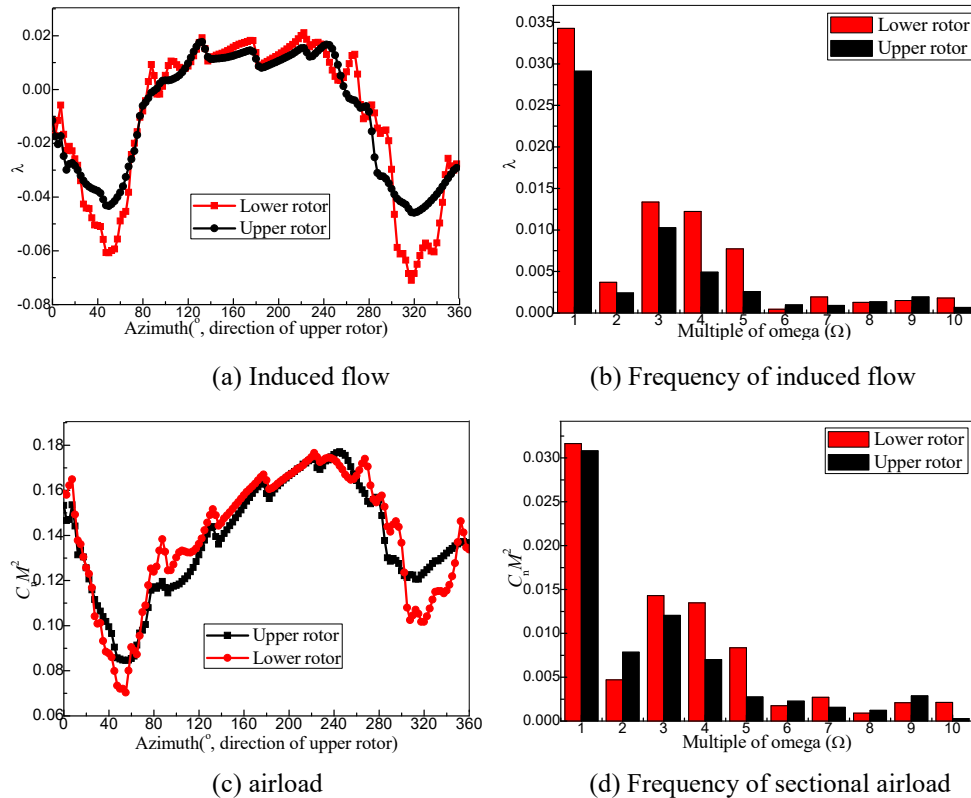 0.02
0.00
-0.02
-0.04
-0.06
-0.08
λ
Lower rotor
Upper rotor
0 40 80 120 160 200 240 280 320 360
Azimuth(°, direction of upper rotor)
(a) Induced flow
0.035
0.030
0.025
0.020
0.015
0.010
0.005
0.000
λ
Lower rotor
Upper rotor
1 2 3 4 5 6 7 8 9 10
Multiple of omega (Ω)
(b) Frequency of induced flow
0.18
0.16
0.14
0.12
0.10
0.08
0.06
CₙM²
Upper rotor
Lower rotor
0 40 80 120 160 200 240 280 320 360
Azimuth(°, direction of upper rotor)
(c) airload
0.030
0.025
0.020
0.015
0.010
0.005
0.000
CₙM²
Lower rotor
Upper rotor
1 2 3 4 5 6 7 8 9 10
Multiple of omega (Ω)
(d) Frequency of sectional airload